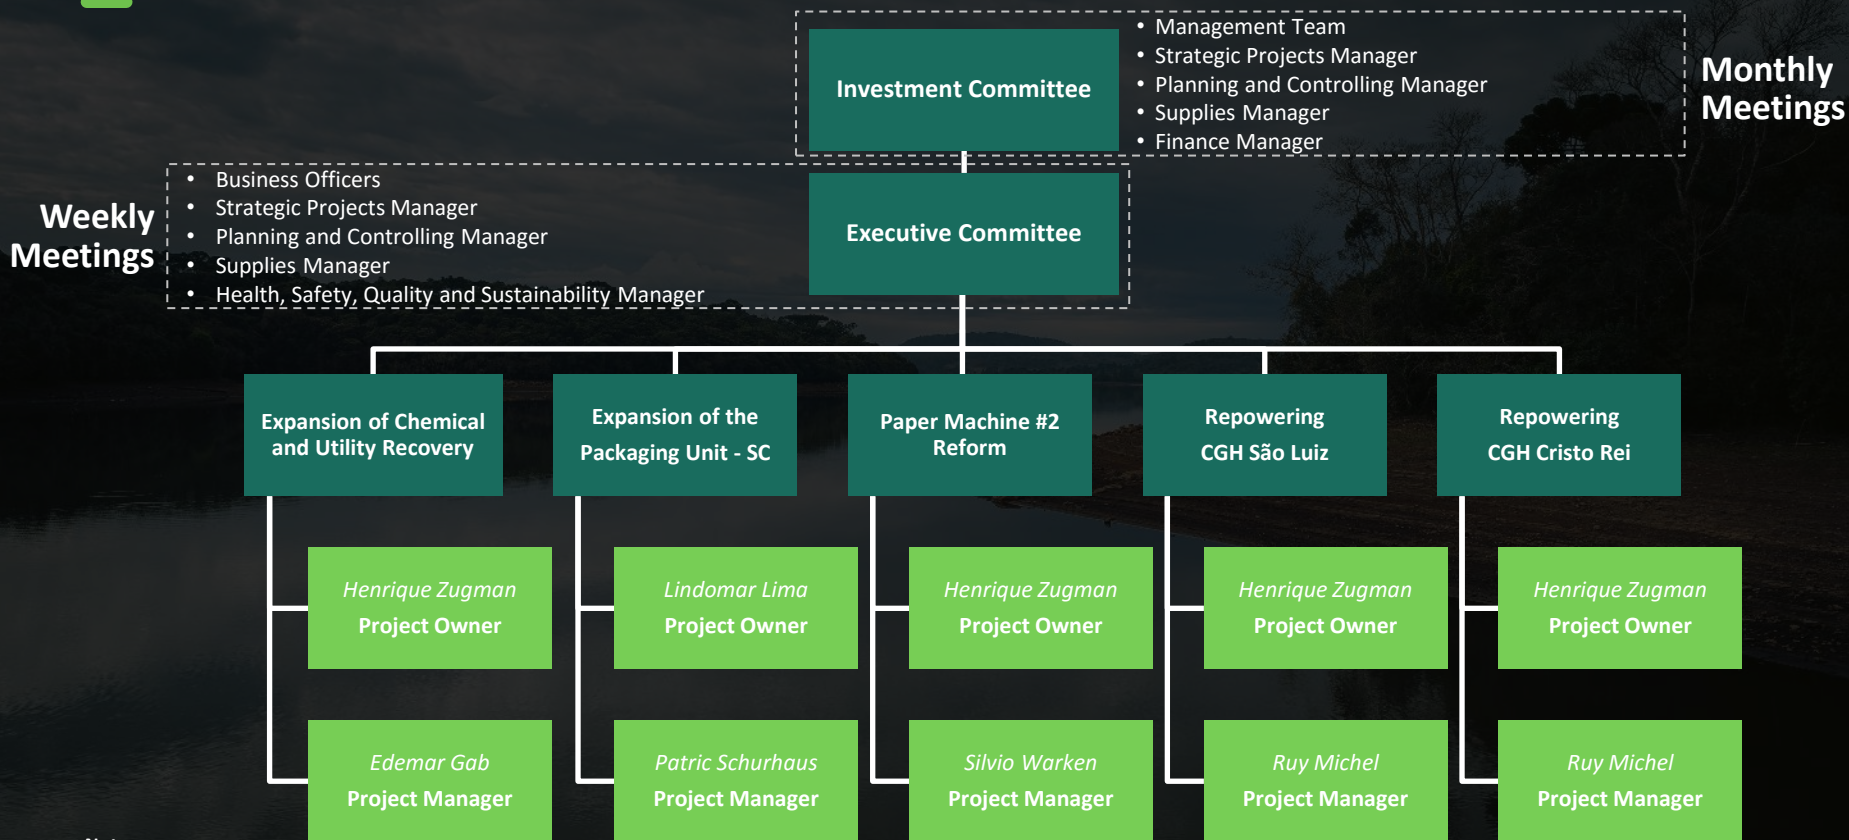 Investment Committee
• Management Team
• Strategic Projects Manager
• Planning and Controlling Manager
• Supplies Manager
• Finance Manager
Monthly
Meetings
Weekly
Meetings
• Business Officers
• Strategic Projects Manager
• Planning and Controlling Manager
• Supplies Manager
• Health, Safety, Quality and Sustainability Manager
Executive Committee
Expansion of Chemical
and Utility Recovery
Expansion of the
Packaging Unit - SC
Paper Machine #2
Reform
Repowering
CGH São Luiz
Repowering
CGH Cristo Rei
Henrique Zugman
Project Owner
Lindomar Lima
Project Owner
Henrique Zugman
Project Owner
Henrique Zugman
Project Owner
Henrique Zugman
Project Owner
Edemar Gab
Project Manager
Patric Schurhaus
Project Manager
Silvio Warken
Project Manager
Ruy Michel
Project Manager
Ruy Michel
Project Manager